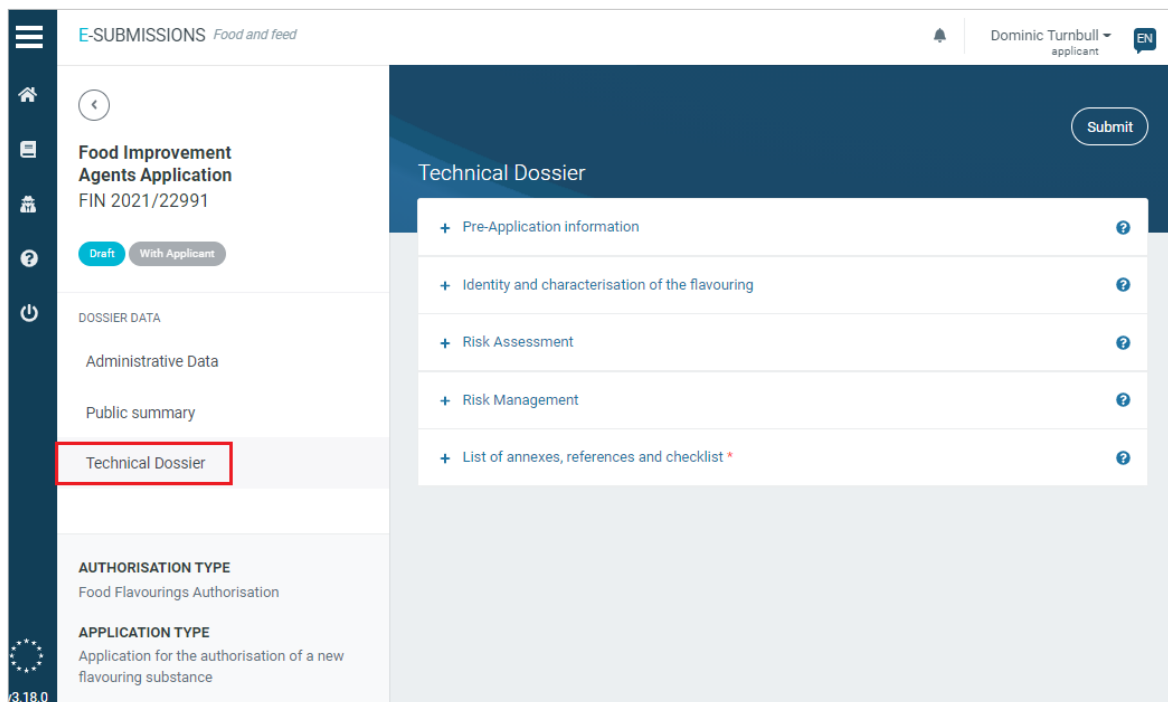 E-SUBMISSIONS Food and feed
Dominic Turnbull
applicant
EN
Food Improvement
Agents Application
FIN 2021/22991
Draft
With Applicant
DOSSIER DATA
Administrative Data
Public summary
Technical Dossier
AUTHORISATION TYPE
Food Flavourings Authorisation
APPLICATION TYPE
Application for the authorisation of a new
flavouring substance
v3.18.0
Submit
Technical Dossier
+ Pre-Application information
+ Identity and characterisation of the flavouring
+ Risk Assessment
+ Risk Management
+ List of annexes, references and checklist *